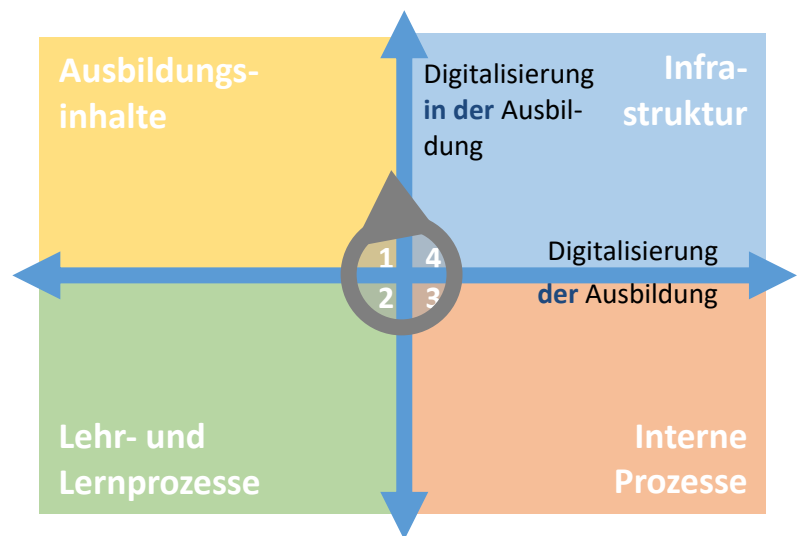 Ausbildungs-
inhalte
Digitalisierung
in der Ausbil-
dung
Infra-
struktur
1 4
2 3
Digitalisierung
der Ausbildung
Lehr- und
Lernprozesse
Interne
Prozesse